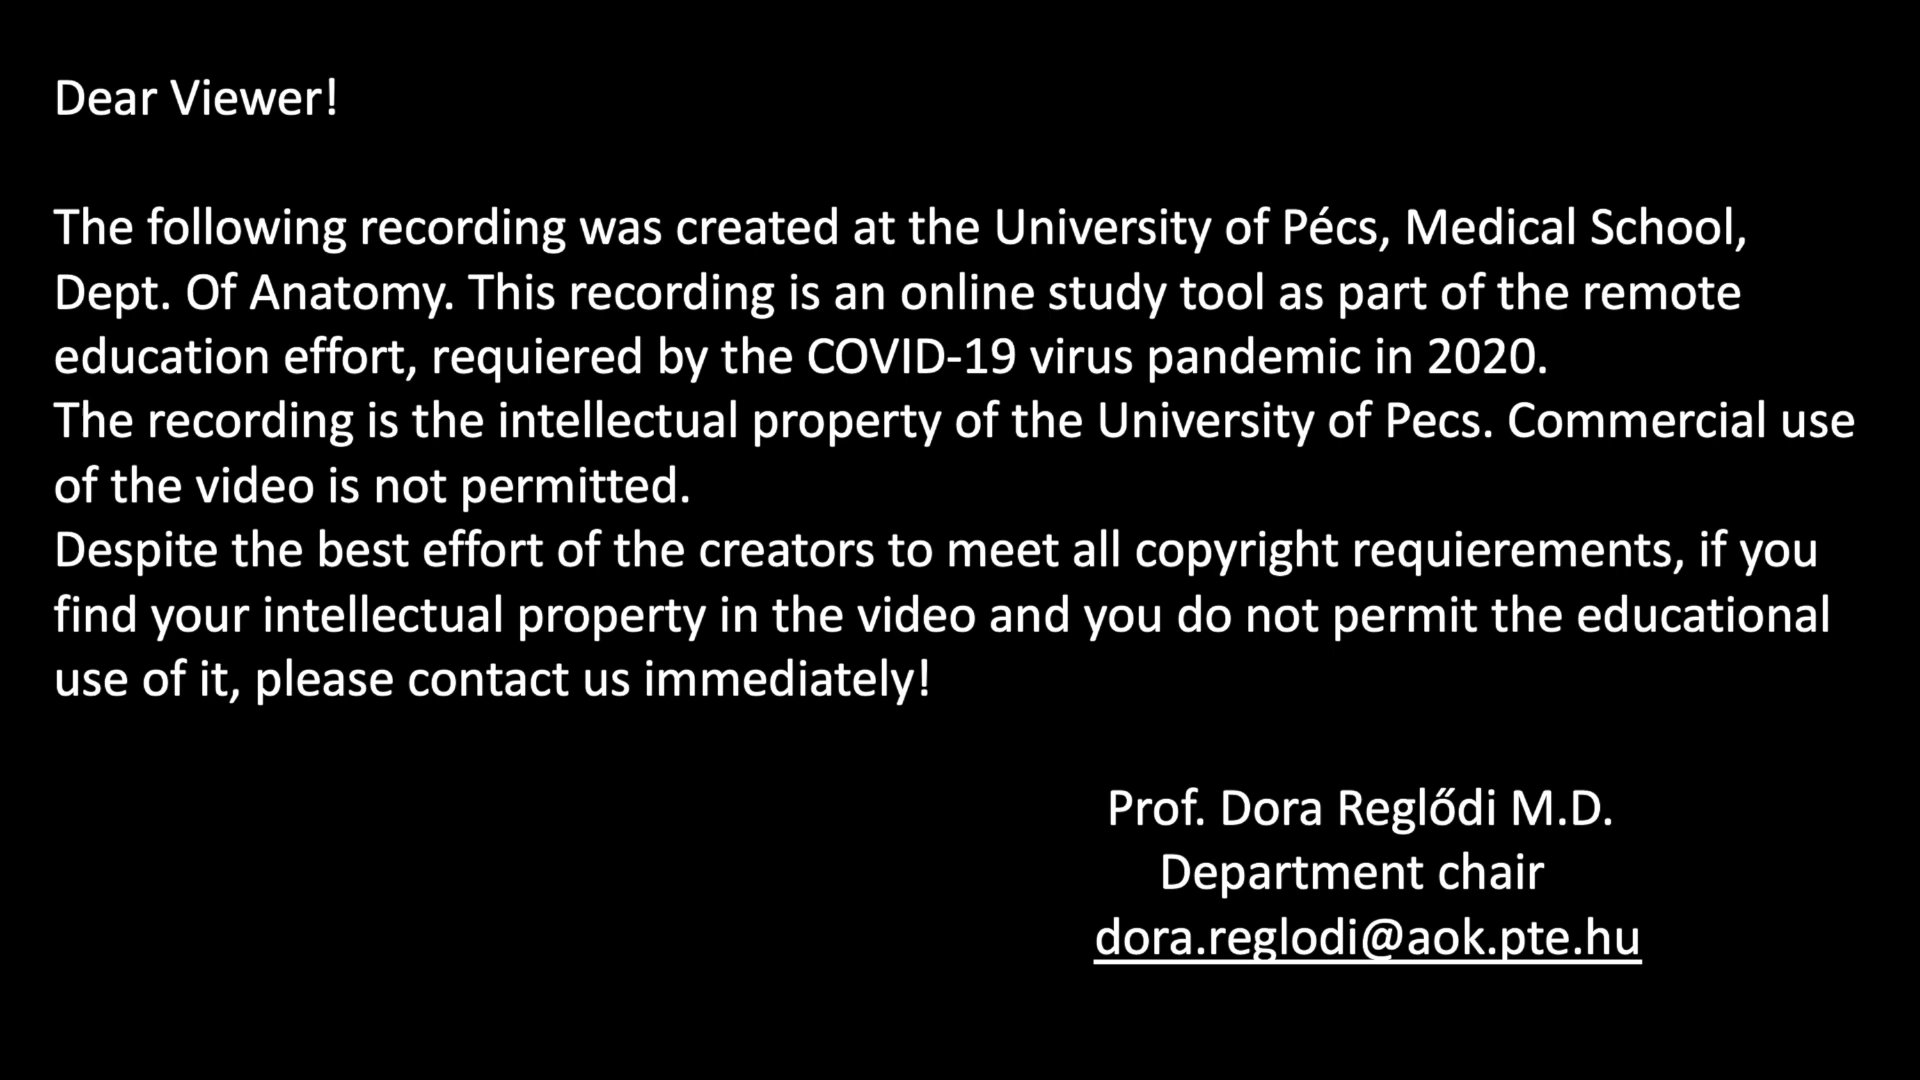 Dear Viewer!
The following recording was created at the University of Pécs, Medical School,
Dept. Of Anatomy. This recording is an online study tool as part of the remote
education effort, requiered by the COVID-19 virus pandemic in 2020.
The recording is the intellectual property of the University of Pecs. Commercial use
of the video is not permitted.
Despite the best effort of the creators to meet all copyright requierements, if you
find your intellectual property in the video and you do not permit the educational
use of it, please contact us immediately!
Prof. Dora Reglődi M.D.
Department chair
dora.reglodi@aok.pte.hu